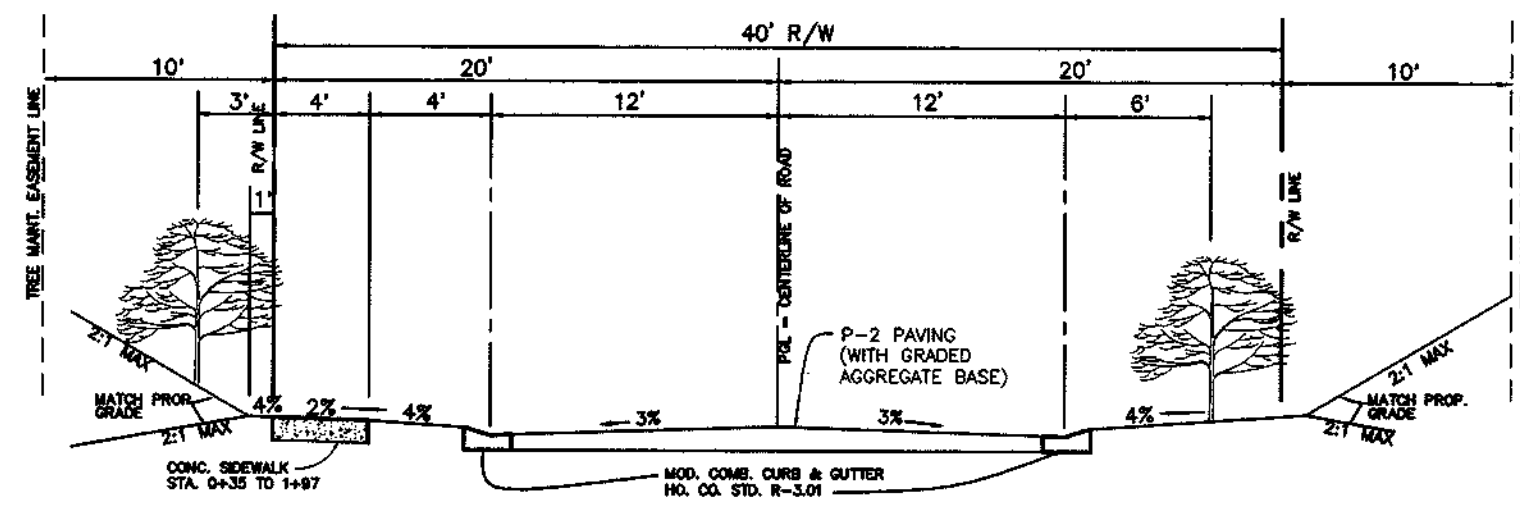 40' R/W
10'
20'
20'
10'
3'
4'
4'
12'
12'
6'
TREE MAINT. EASEMENT LINE
R/W LINE
1'
PGL = CENTERLINE OF ROAD
R/W LINE
P-2 PAVING
(WITH GRADED
AGGREGATE BASE)
2:1 MAX
2:1 MAX
MATCH PROP.
GRADE
4%
2%
4%
3%
3%
4%
MATCH PROP.
GRADE
2:1 MAX
2:1 MAX
CONC. SIDEWALK
STA. 0+35 TO 1+97
MOD. COMB. CURB & GUTTER
HO. CO. STD. R-3.01